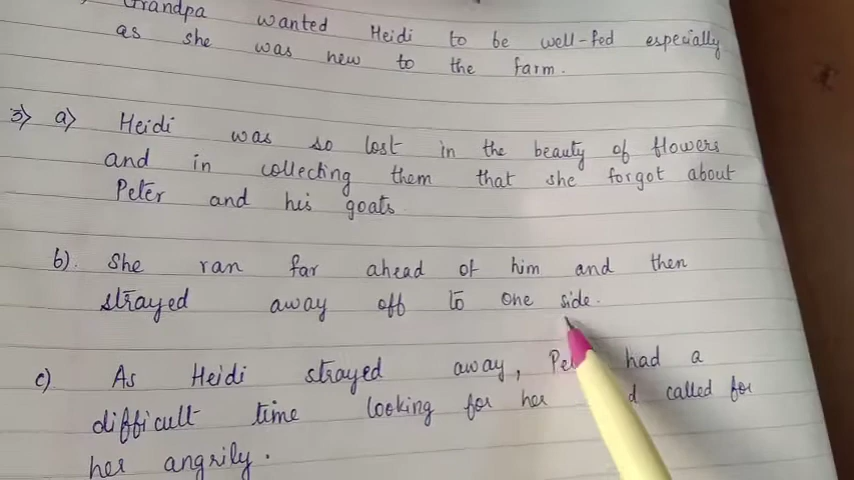 Grandpa wanted Heidi to be well-fed especially
as she was new to the farm.
3) a) Heidi was so lost in the beauty of flowers
and in collecting them that she forgot about
Peter and his goats
b). She ran far ahead of him and then
strayed away off to one side.
c). As Heidi strayed away, had a
difficult time looking for her called for
her angrily.